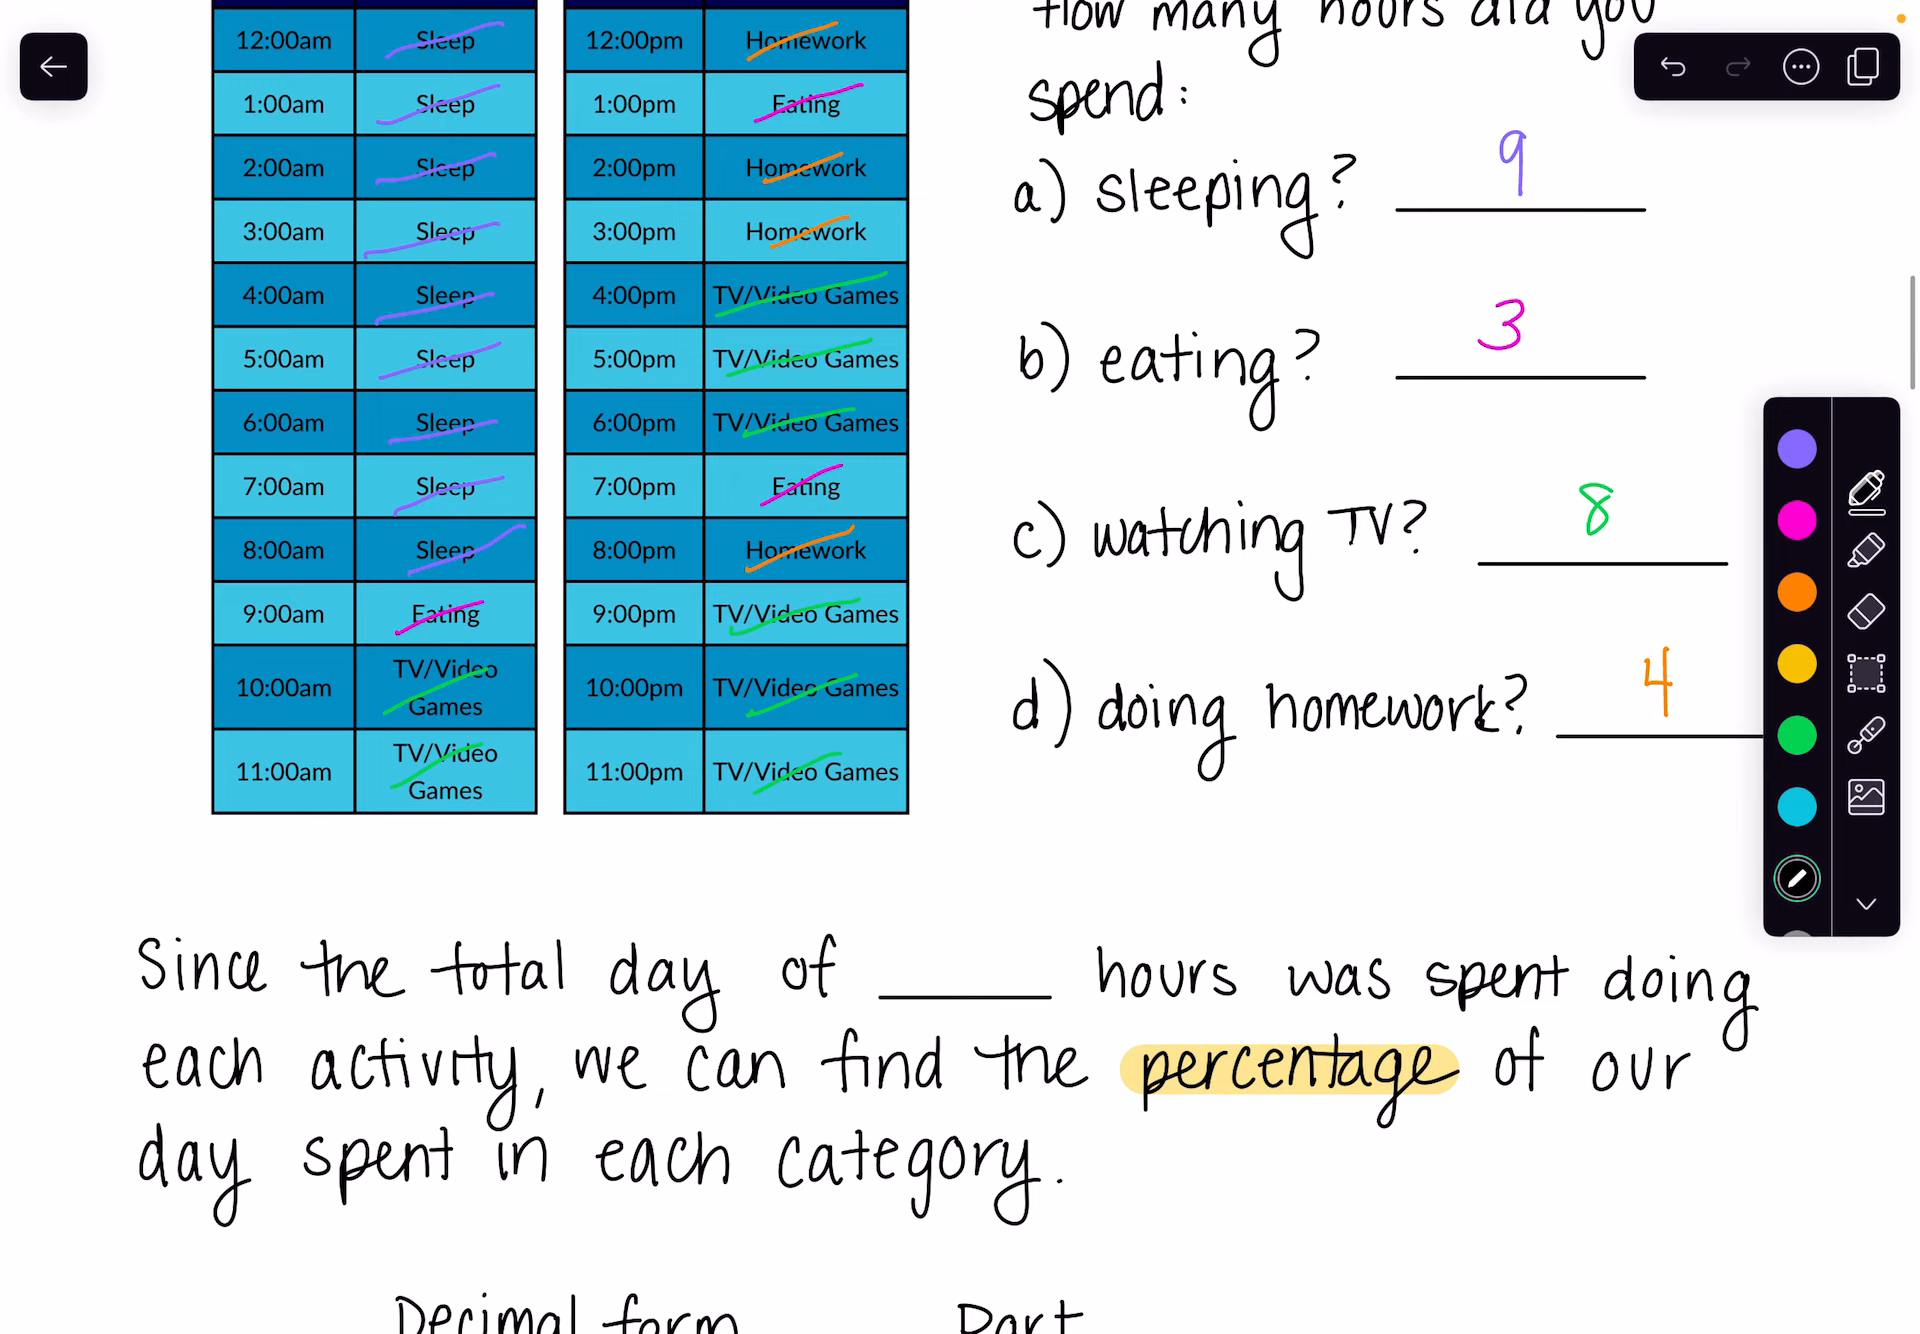 12:00am Sleep 12:00pm Homework
1:00am Sleep 1:00pm Eating
2:00am Sleep 2:00pm Homework
3:00am Sleep 3:00pm Homework
4:00am Sleep 4:00pm TV/Video Games
5:00am Sleep 5:00pm TV/Video Games
6:00am Sleep 6:00pm TV/Video Games
7:00am Sleep 7:00pm Eating
8:00am Sleep 8:00pm Homework
9:00am Eating 9:00pm TV/Video Games
10:00am TV/Video Games 10:00pm TV/Video Games
11:00am TV/Video Games 11:00pm TV/Video Games
How many hours did you
spend:
a) sleeping? 9
b) eating? 3
c) watching TV? 8
d) doing homework? 4
Since the total day of ____ hours was spent doing
each activity, we can find the percentage of our
day spent in each category.
Decimal form Part